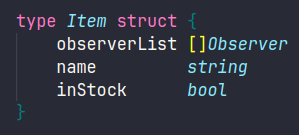 type Item struct {
    observerList []Observer
    name         string
    inStock      bool
}